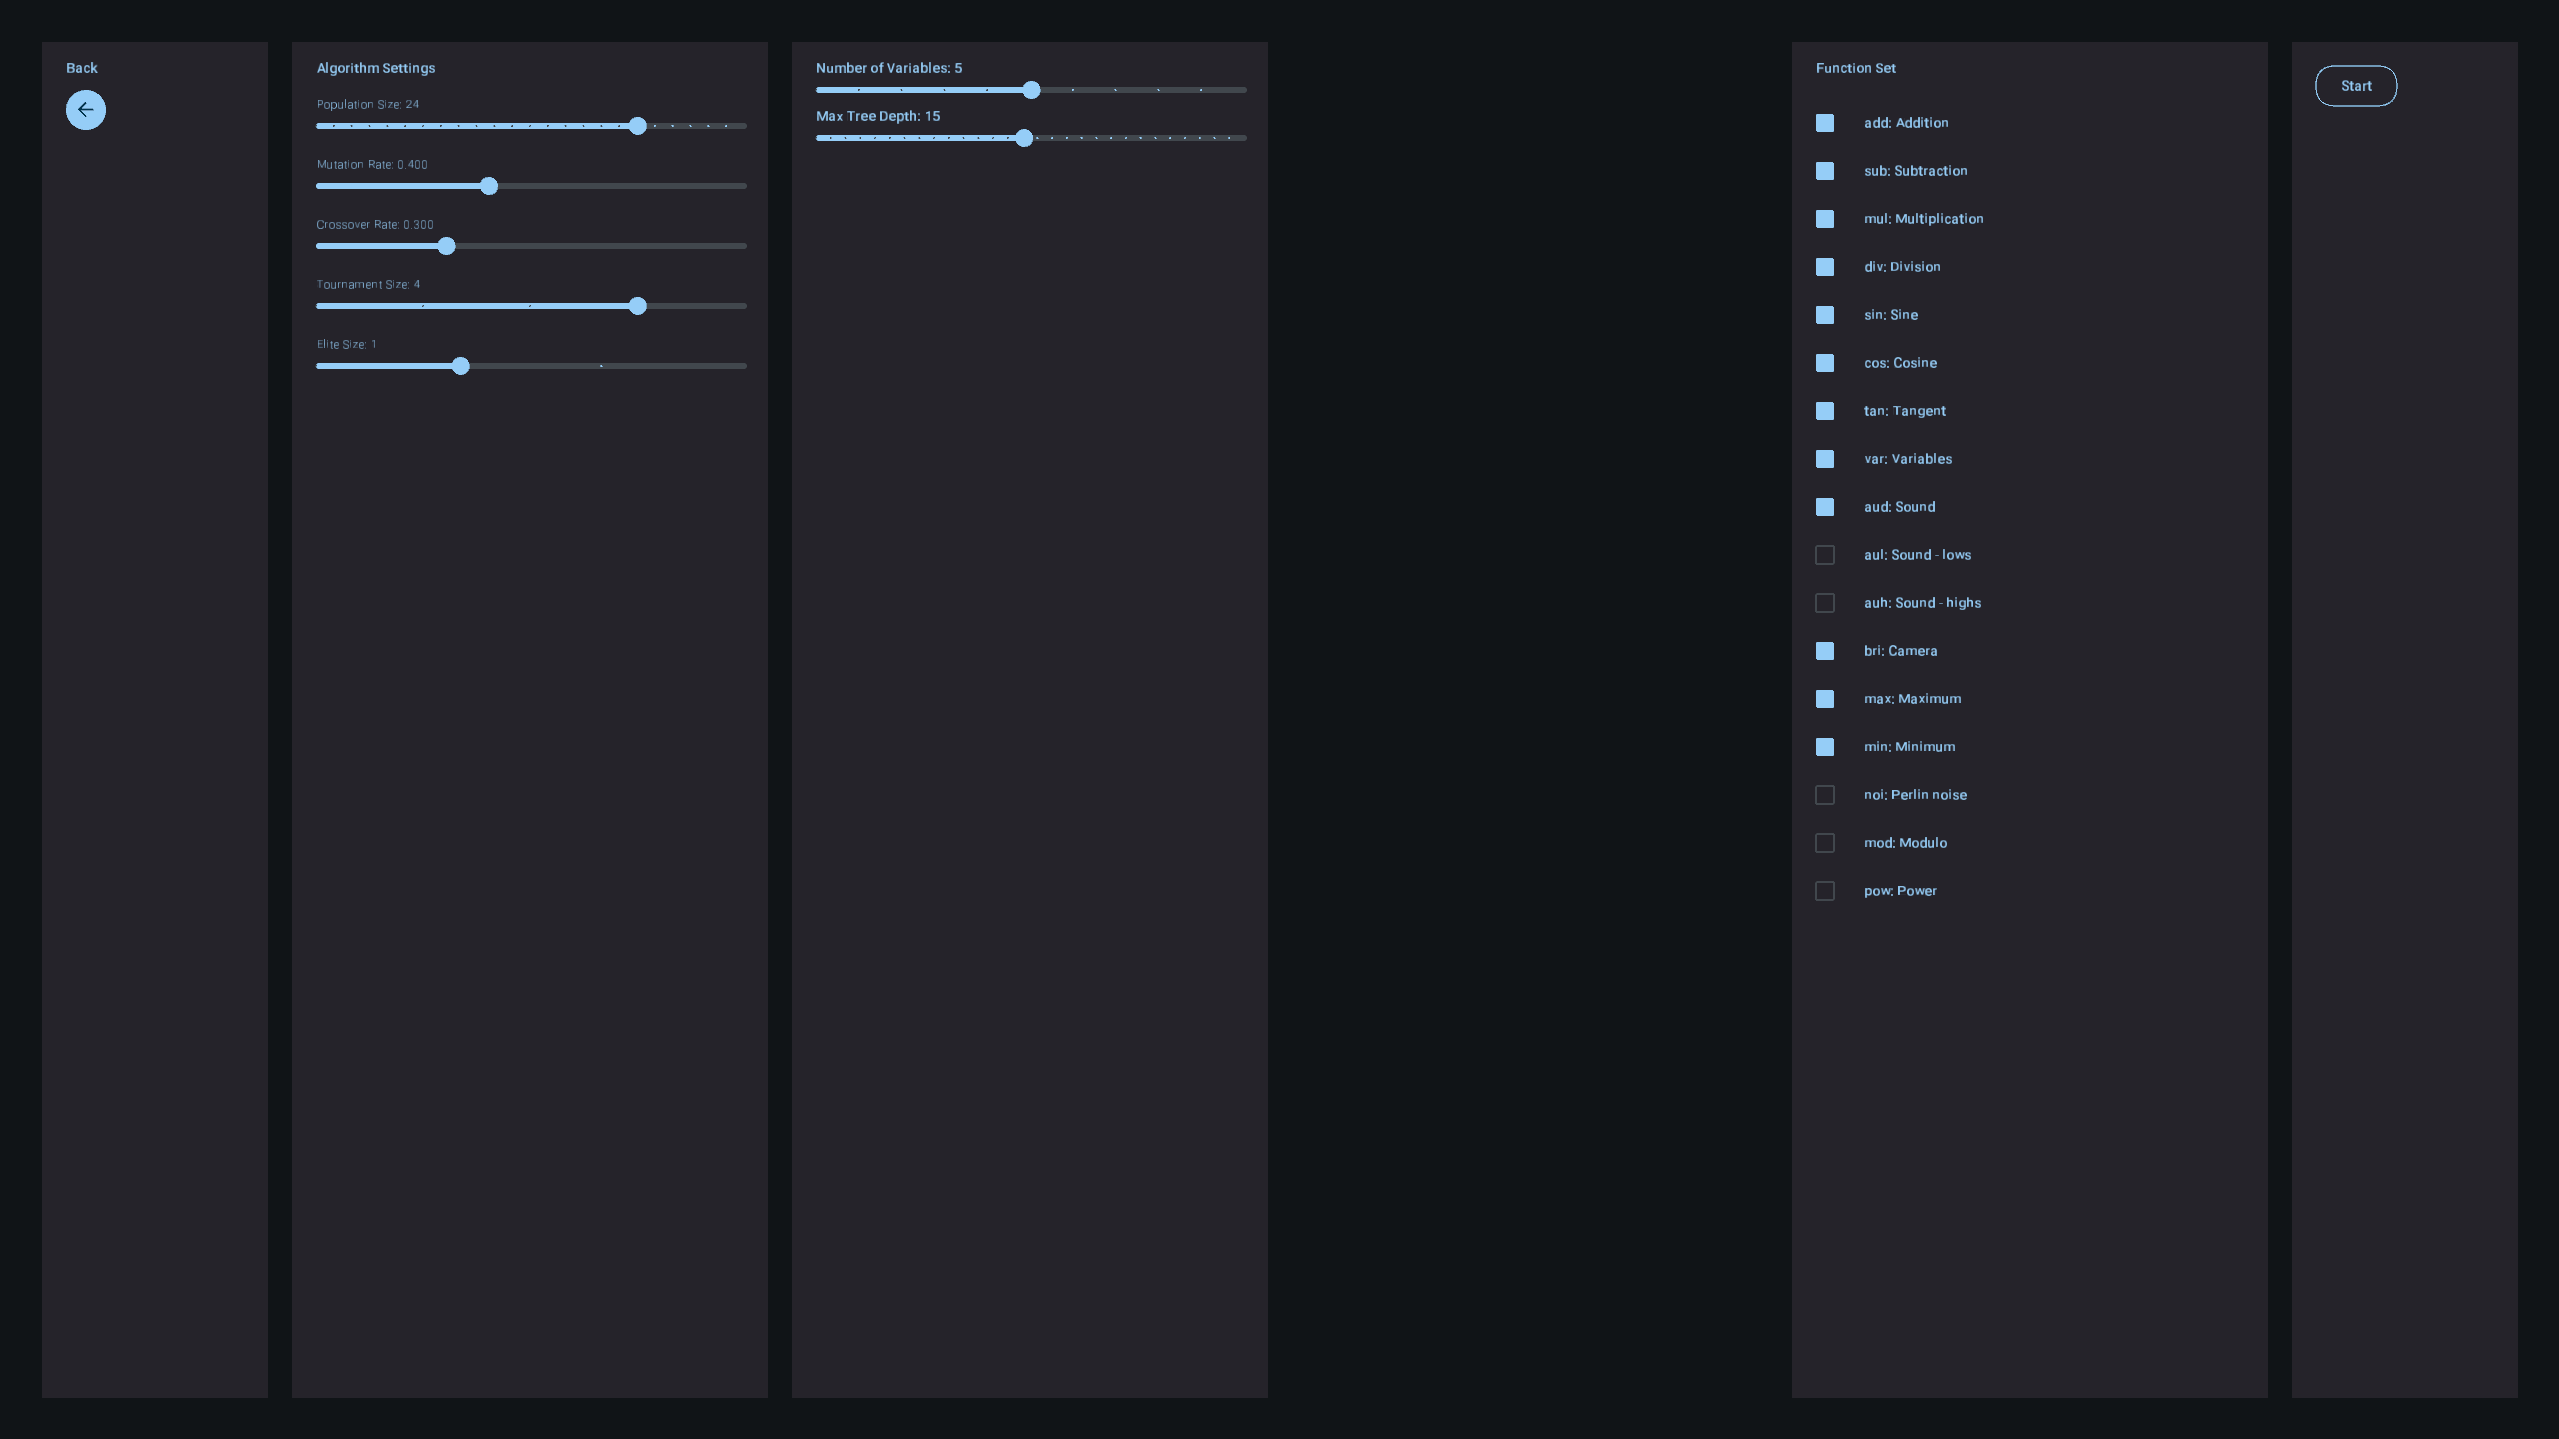 Back
Algorithm Settings
Population Size: 24
Mutation Rate: 0.400
Crossover Rate: 0.300
Tournament Size: 4
Elite Size: 1
Number of Variables: 5
Max Tree Depth: 15
Function Set
add: Addition
sub: Subtraction
mul: Multiplication
div: Division
sin: Sine
cos: Cosine
tan: Tangent
var: Variables
aud: Sound
aul: Sound - lows
auh: Sound - highs
bri: Camera
max: Maximum
min: Minimum
noi: Perlin noise
mod: Modulo
pow: Power
Start